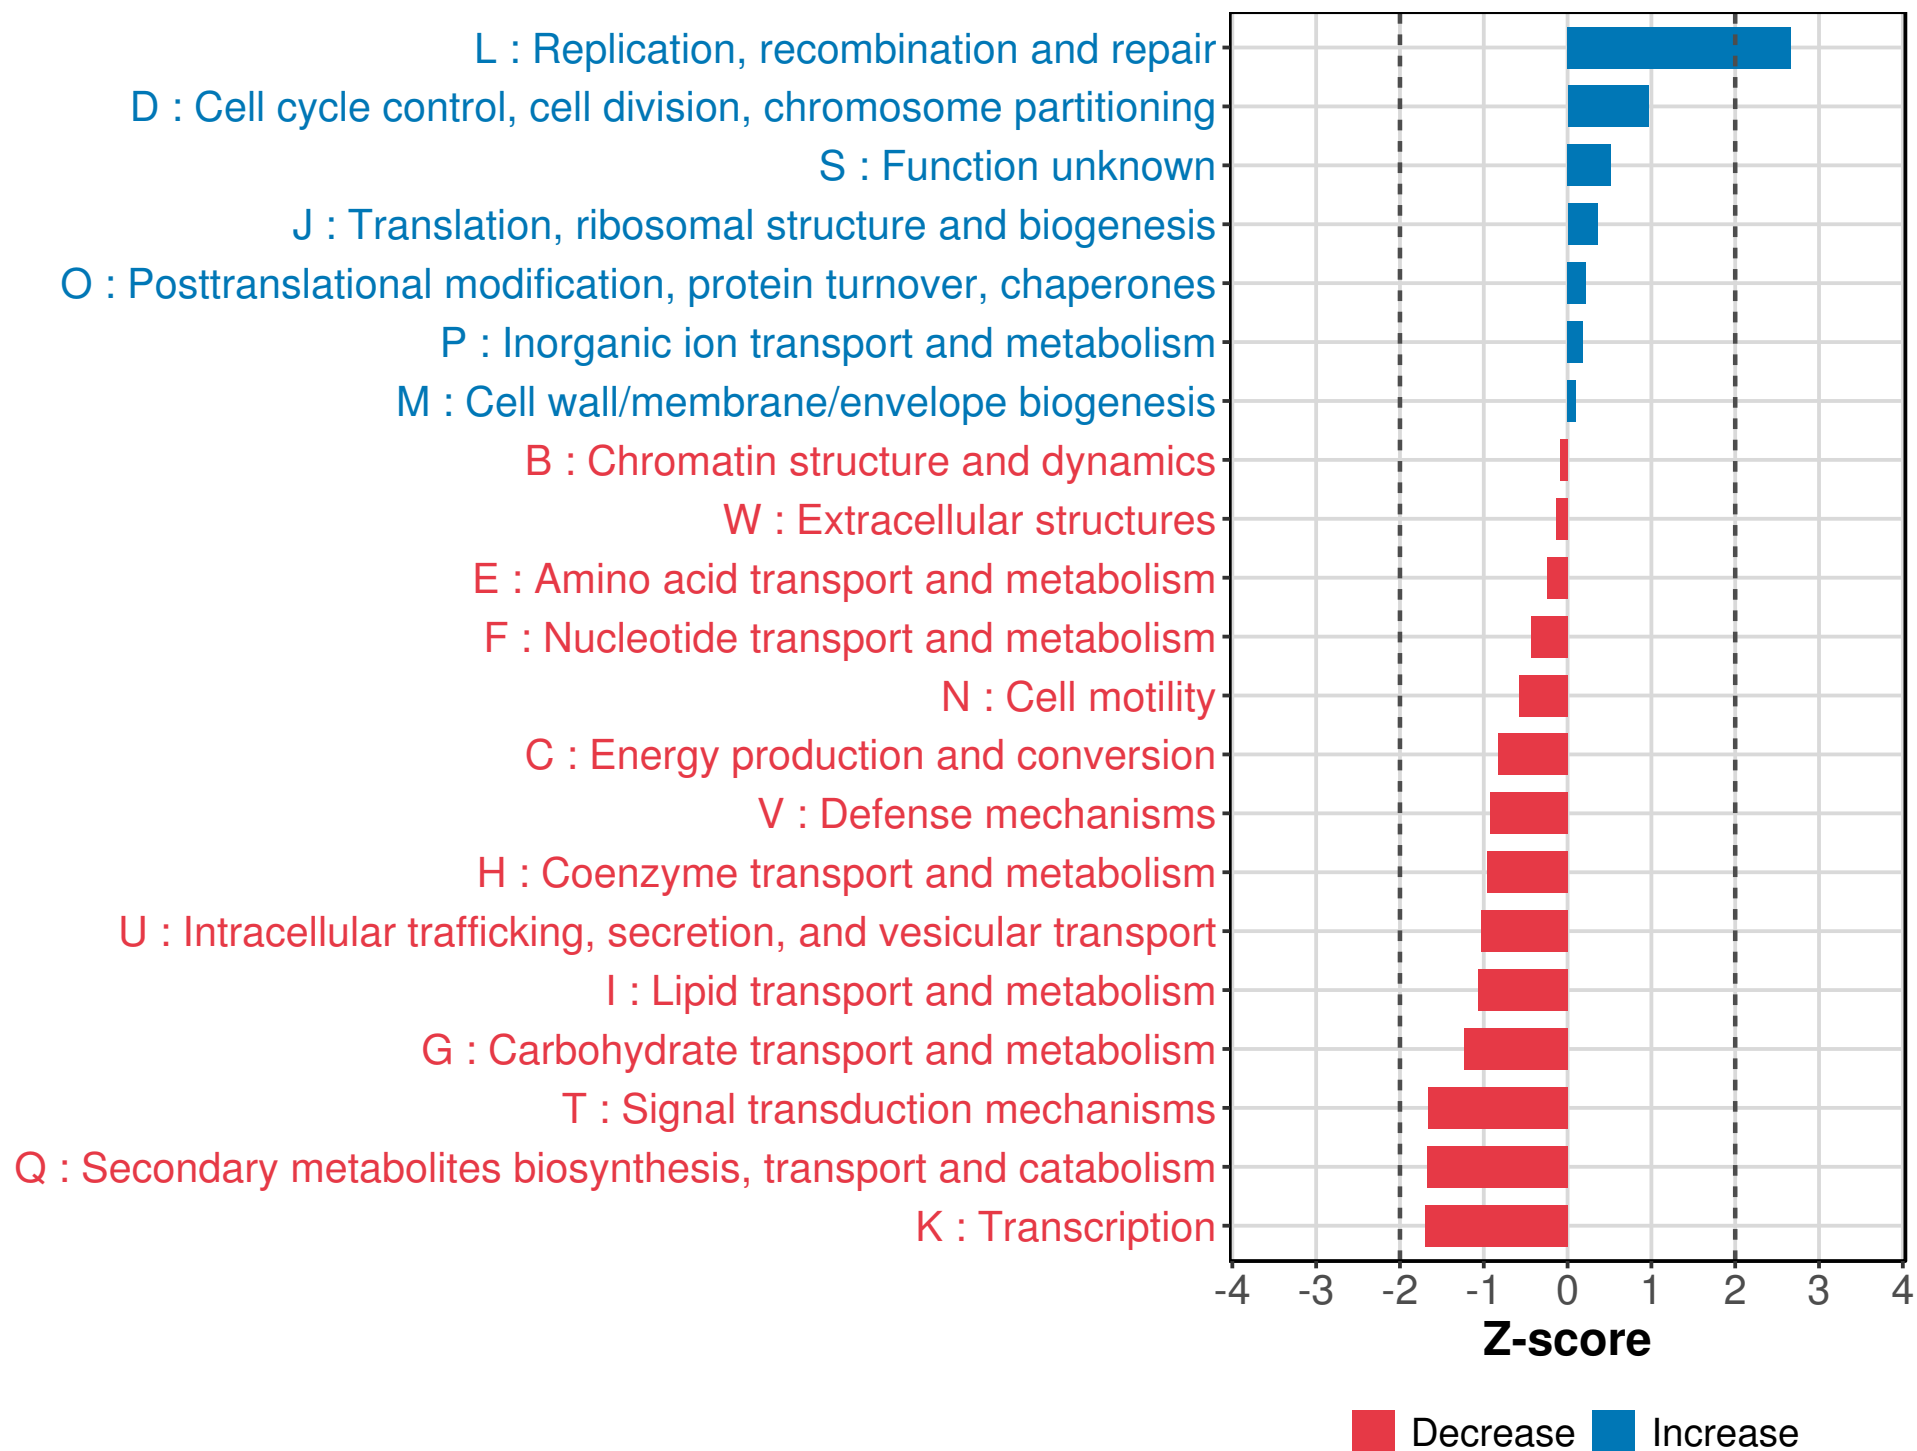 L : Replication, recombination and repair
D : Cell cycle control, cell division, chromosome partitioning
S : Function unknown
J : Translation, ribosomal structure and biogenesis
O : Posttranslational modification, protein turnover, chaperones
P : Inorganic ion transport and metabolism
M : Cell wall/membrane/envelope biogenesis
B : Chromatin structure and dynamics
W : Extracellular structures
E : Amino acid transport and metabolism
F : Nucleotide transport and metabolism
N : Cell motility
C : Energy production and conversion
V : Defense mechanisms
H : Coenzyme transport and metabolism
U : Intracellular trafficking, secretion, and vesicular transport
I : Lipid transport and metabolism
G : Carbohydrate transport and metabolism
T : Signal transduction mechanisms
Q : Secondary metabolites biosynthesis, transport and catabolism
K : Transcription
-4 -3 -2 -1 0 1 2 3 4
Z-score
Decrease Increase